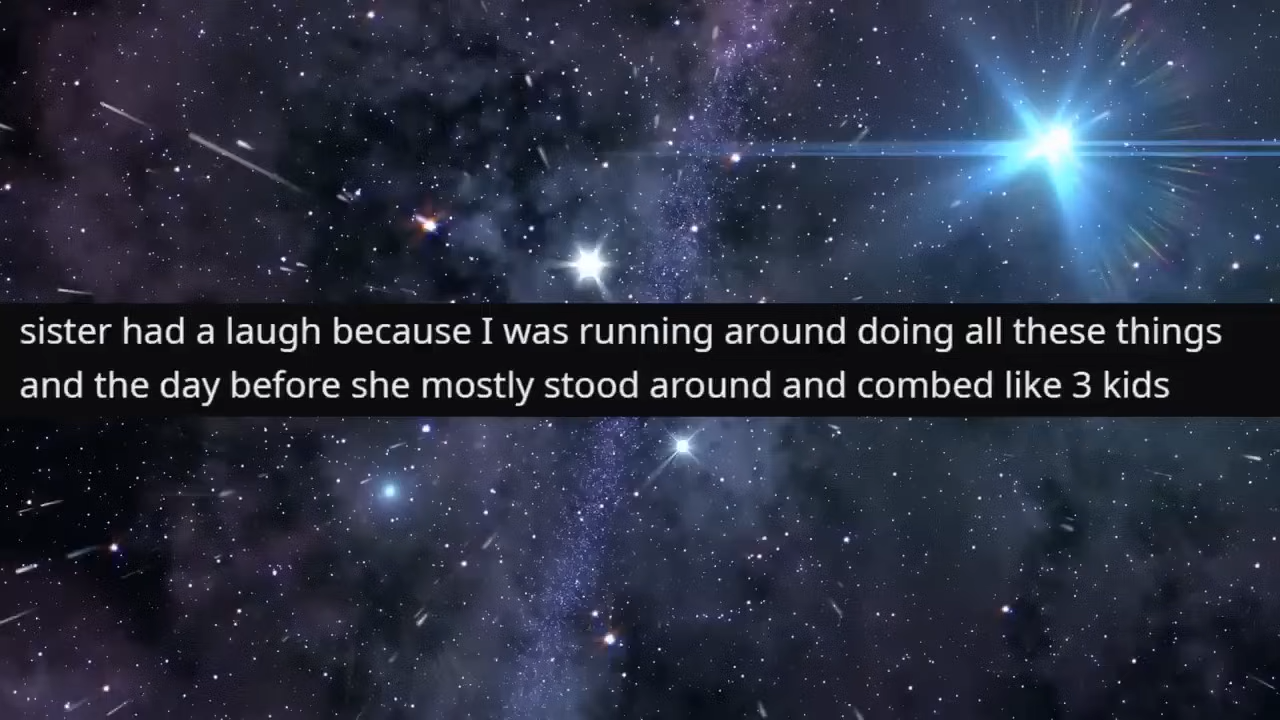 sister had a laugh because I was running around doing all these things
and the day before she mostly stood around and combed like 3 kids